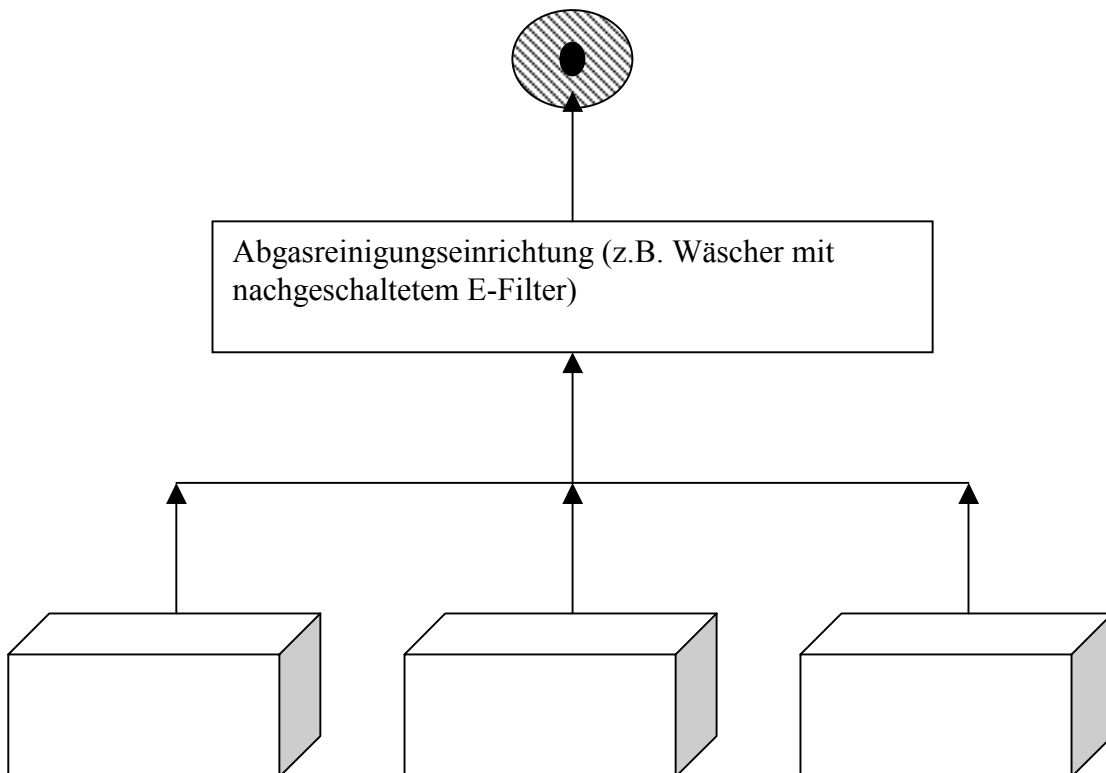 Abgasreinigungseinrichtung (z.B. Wäscher mit
nachgeschaltetem E-Filter)